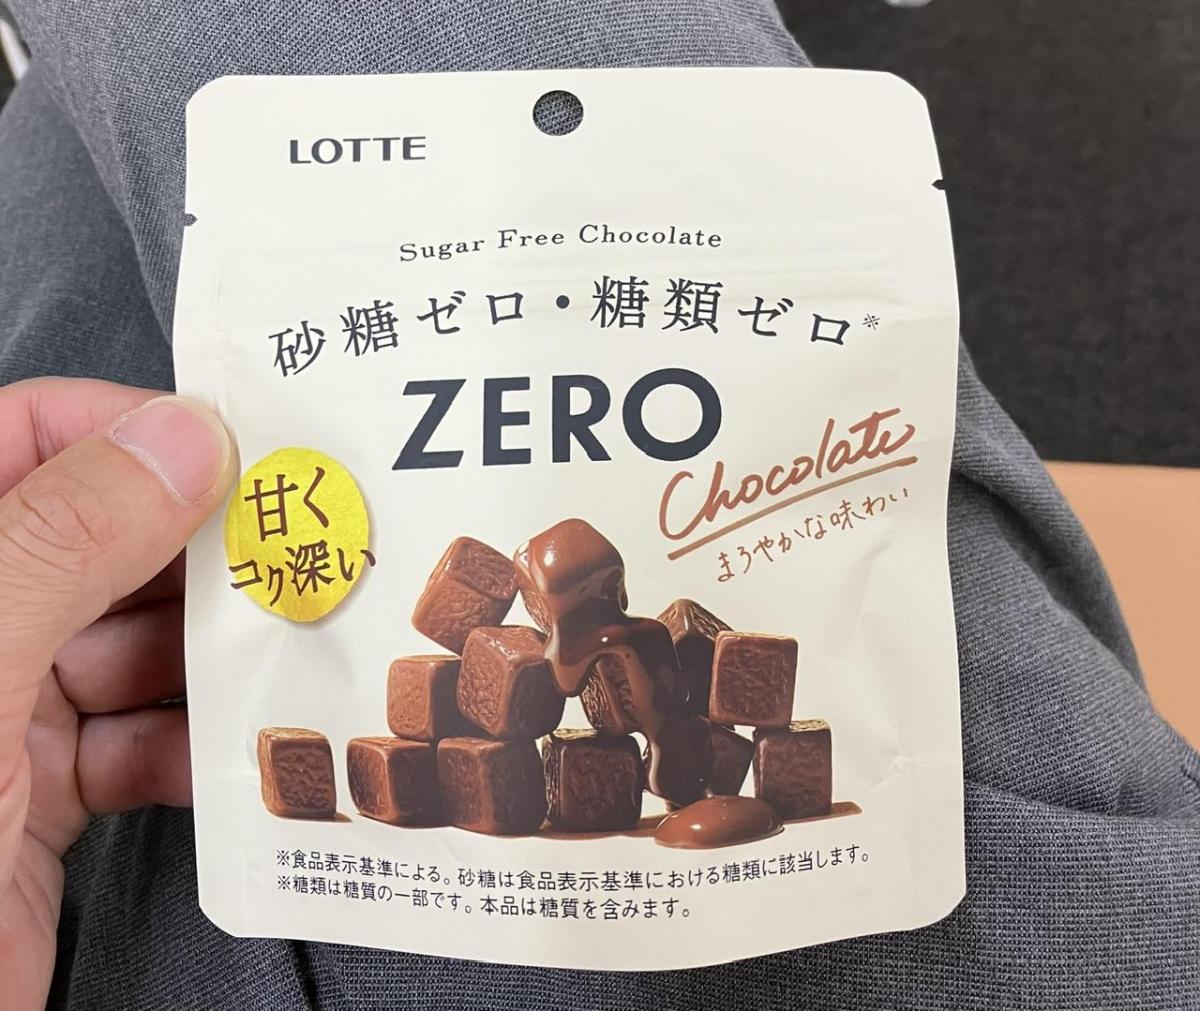 LOTTE
Sugar Free Chocolate
砂糖ゼロ・糖類ゼロ※
ZERO
Chocolate
まろやかな味わい
甘く
コク深い
※食品表示基準による。砂糖は食品表示基準における糖類に該当します。
※糖類は糖質の一部です。本品は糖質を含みます。